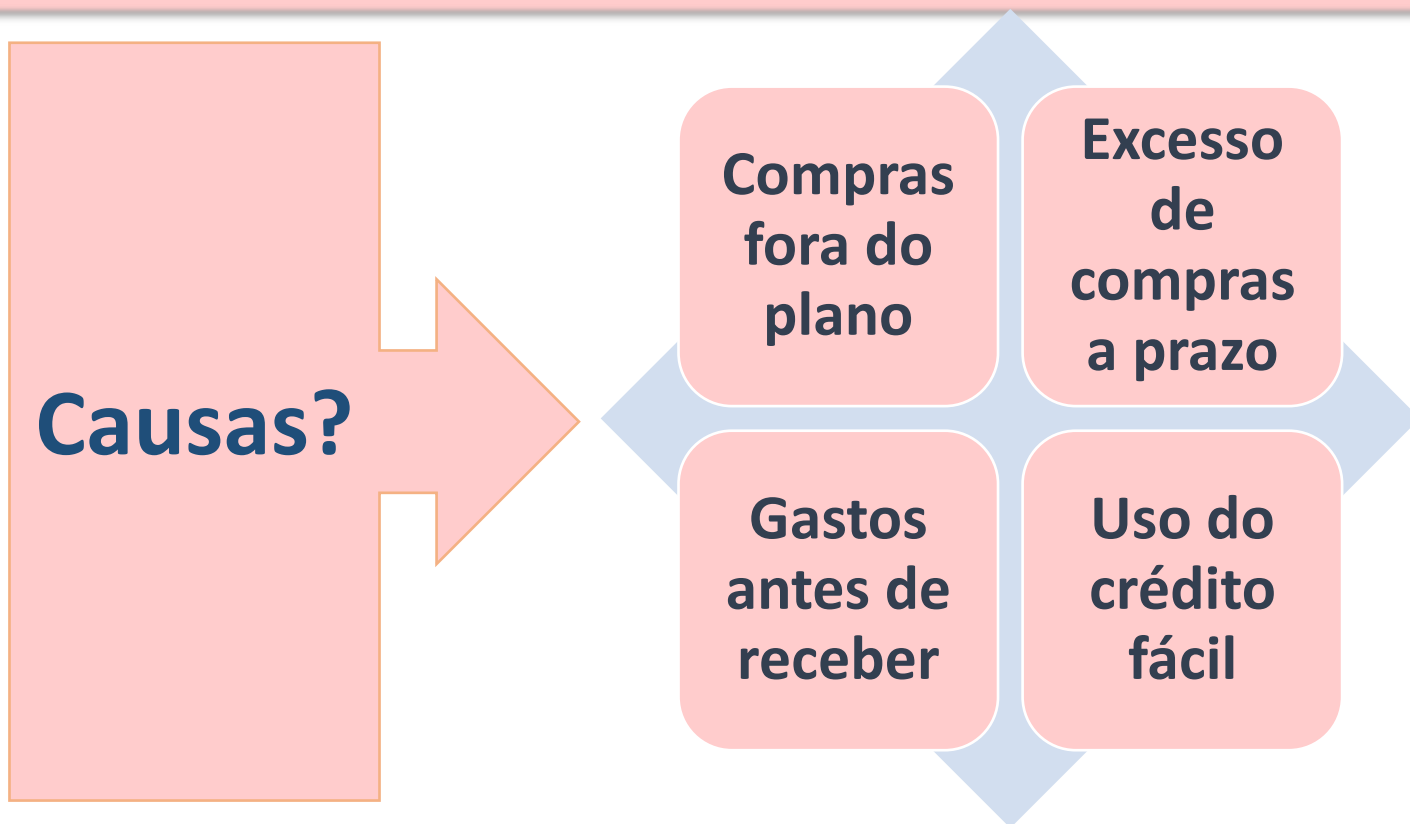 Causas?
Compras
fora do
plano
Excesso
de
compras
a prazo
Gastos
antes de
receber
Uso do
crédito
fácil